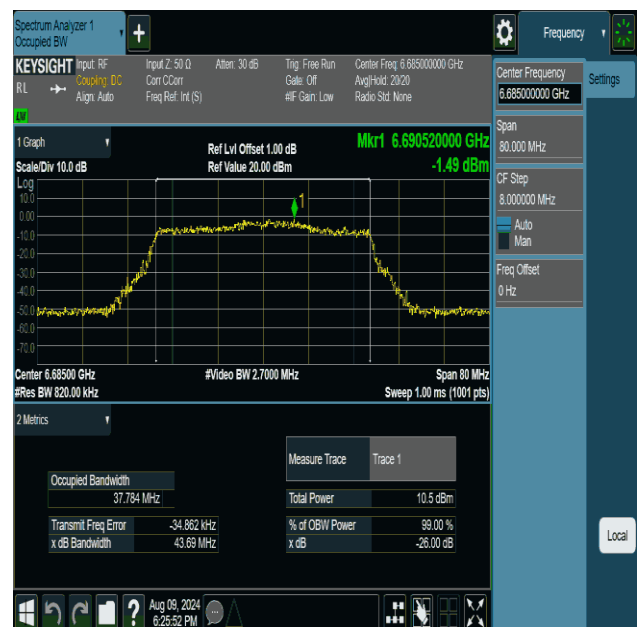 Spectrum Analyzer 1
Occupied BW
+
Frequency
KEYSIGHT
RL
Input: RF
Coupling: DC
Align: Auto
Input Z: 50 Ω
Corr CCorr
Freq Ref: Int (S)
Atten: 30 dB
Trig: Free Run
Gate: Off
#IF Gain: Low
Center Freq: 6.685000000 GHz
Avg|Hold: 20/20
Radio Std: None
Center Frequency
6.685000000 GHz
Settings
Span
80.000 MHz
CF Step
8.000000 MHz
Auto
Man
Freq Offset
0 Hz
Local
1 Graph
Scale/Div 10.0 dB
Ref Lvl Offset 1.00 dB
Ref Value 20.00 dBm
Mkr1 6.690520000 GHz
-1.49 dBm
Log
10.0
0.00
-10.0
-20.0
-30.0
-40.0
-50.0
-60.0
-70.0
1
Center 6.68500 GHz
#Res BW 820.00 kHz
#Video BW 2.7000 MHz
Span 80 MHz
Sweep 1.00 ms (1001 pts)
2 Metrics
Measure Trace Trace 1
Occupied Bandwidth
37.784 MHz
Total Power 10.5 dBm
Transmit Freq Error -34.862 kHz
% of OBW Power 99.00 %
x dB Bandwidth 43.69 MHz
x dB -26.00 dB
?
Aug 09, 2024
6:25:52 PM